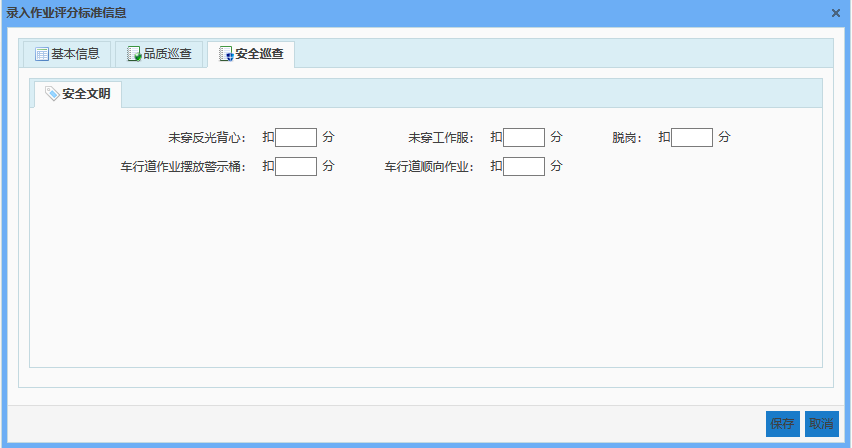 录入作业评分标准信息
基本信息 品质巡查 安全巡查
安全文明
未穿反光背心： 扣 分 未穿工作服： 扣 分 脱岗： 扣 分
车行道作业摆放警示桶： 扣 分 车行道顺向作业： 扣 分
保存 取消